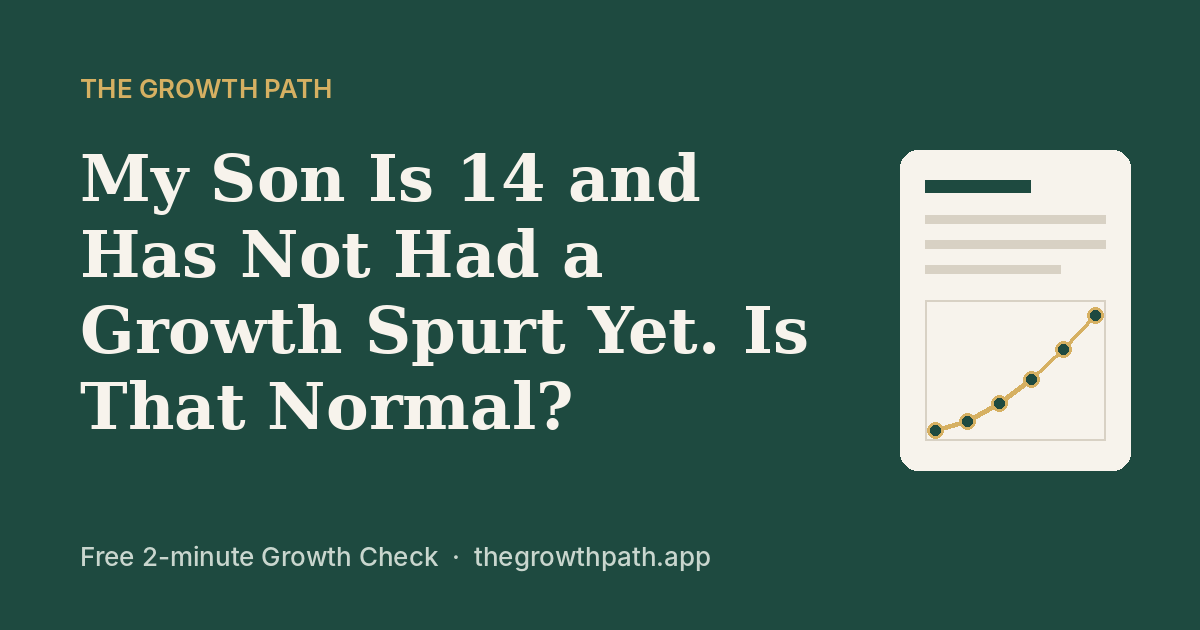 THE GROWTH PATH
My Son Is 14 and
Has Not Had a
Growth Spurt Yet. Is
That Normal?
Free 2-minute Growth Check · thegrowthpath.app